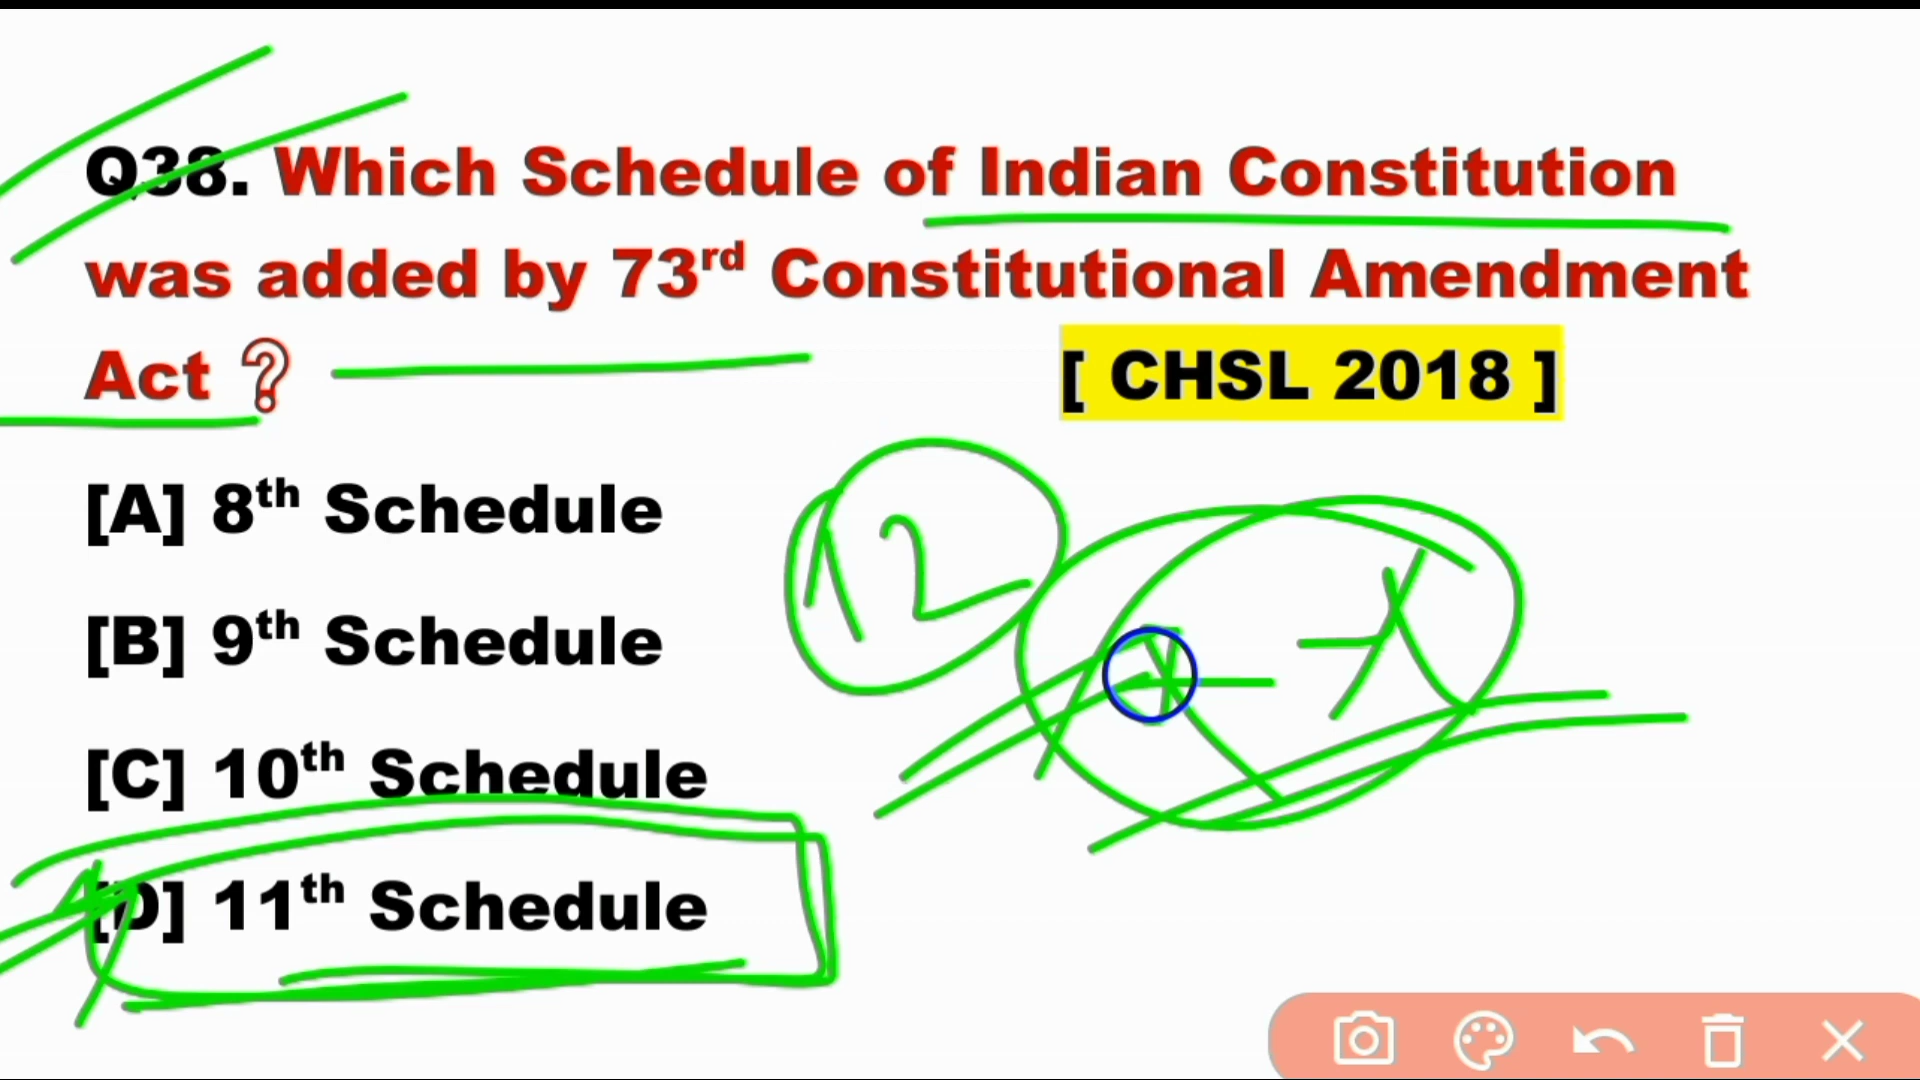 Q38. Which Schedule of Indian Constitution
was added by 73rd Constitutional Amendment
Act ?
[ CHSL 2018 ]
[A] 8th Schedule
12
[B] 9th Schedule
[C] 10th Schedule
[D] 11th Schedule